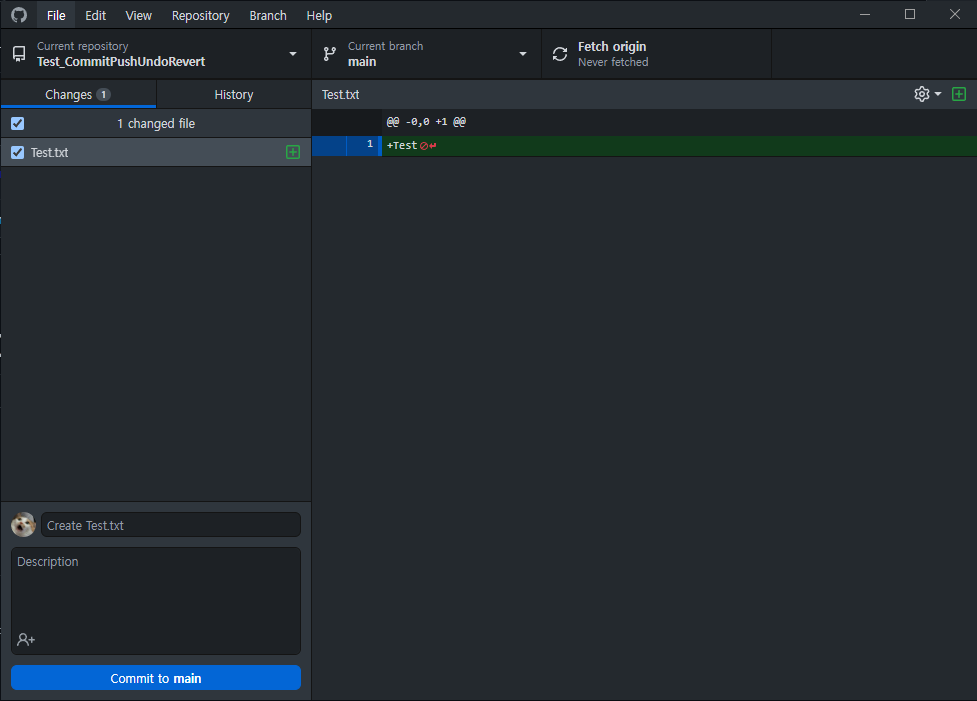 File Edit View Repository Branch Help
Current repository
Test_CommitPushUndoRevert
Current branch
main
Fetch origin
Never fetched
Changes 1
History
1 changed file
Test.txt
Test.txt
@@ -0,0 +1 @@
1 +Test
Create Test.txt
Description
Commit to main